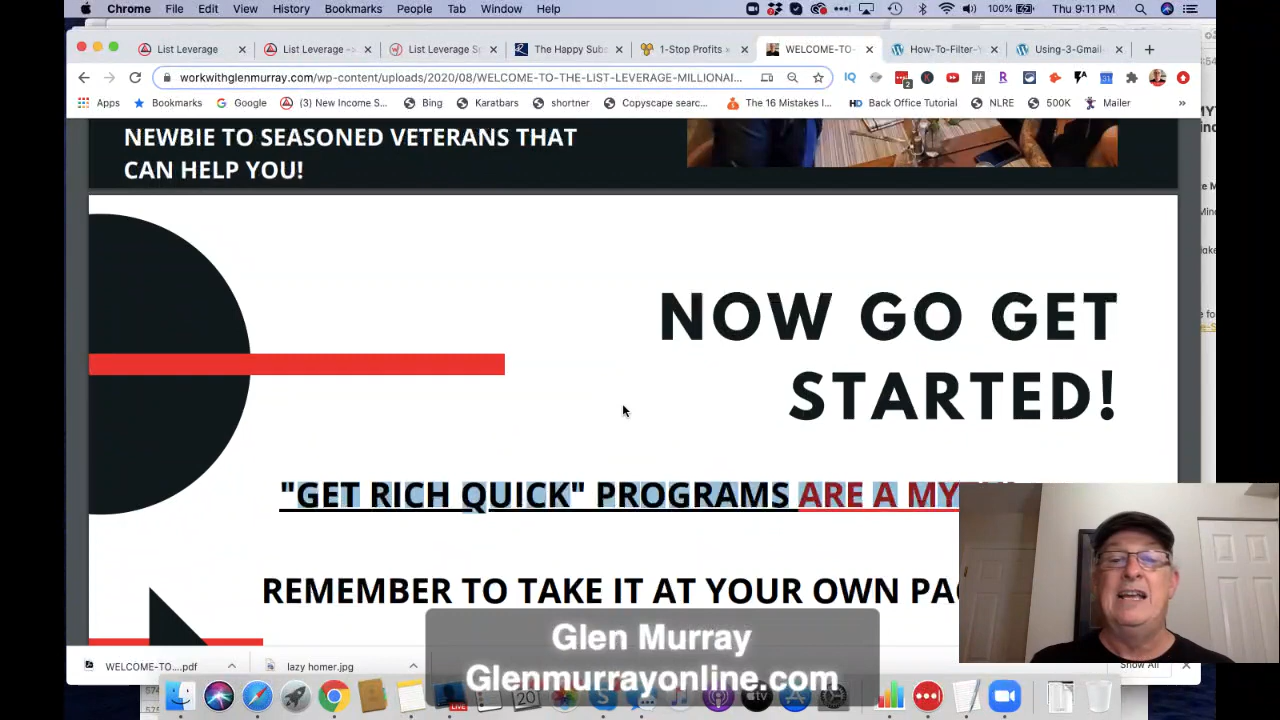 Chrome File Edit View History Bookmarks People Tab Window Help 100% Thu 9:11 PM
List Leverage List Leverage -> List Leverage S The Happy Sub 1-Stop Profits × WELCOME-TO- How-To-Filter- Using-3-Gmail
workwithglenmurray.com/wp-content/uploads/2020/08/WELCOME-TO-THE-LIST-LEVERAGE-MILLIONAI...
Apps Bookmarks Google (3) New Income S... Bing Karatbars shortner Copyscape searc... The 16 Mistakes I... Back Office Tutorial NLRE 500K Mailer »
NEWBIE TO SEASONED VETERANS THAT
CAN HELP YOU!
NOW GO GET
STARTED!
"GET RICH QUICK" PROGRAMS ARE A MY
REMEMBER TO TAKE IT AT YOUR OWN PA
Glen Murray
Glenmurrayonline.com
WELCOME-TO....pdf lazy homer.jpg Show All